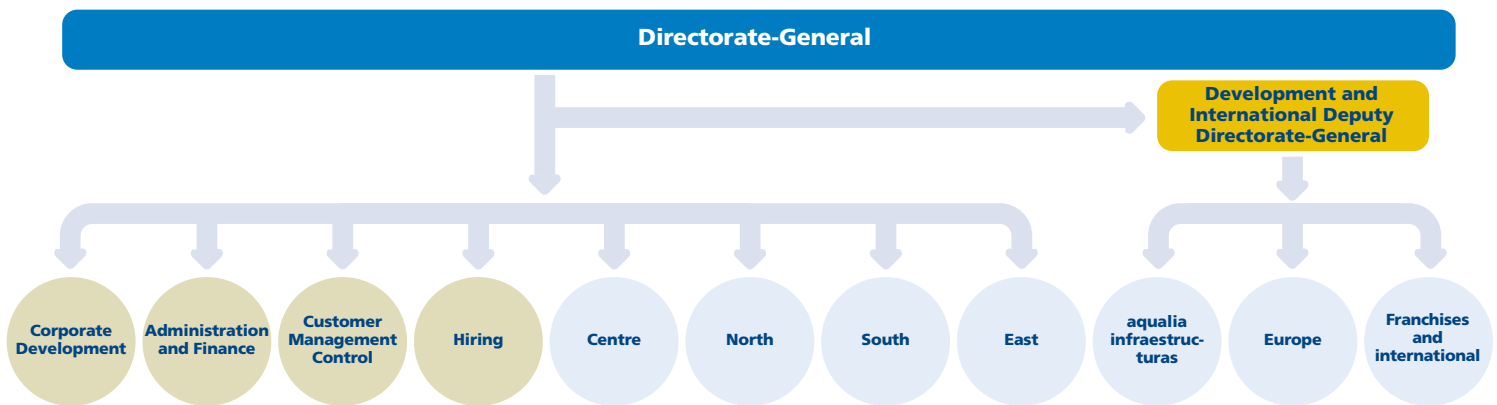 Directorate-General
Development and
International Deputy
Directorate-General
Corporate
Development
Administration
and Finance
Customer
Management
Control
Hiring
Centre
North
South
East
aqualia
infraestruc-
turas
Europe
Franchises
and
international